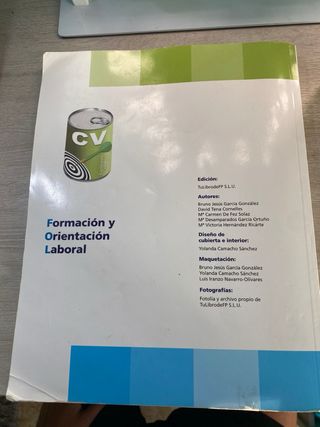 CV
Formación y
Orientación
Laboral
Edición:
TuLibrodeFP S.L.U.
Autores:
Bruno Jesús García González
David Tena Cornelles
Mª Carmen De Fez Solaz
Mª Desamparados García Ortuño
Mª Victoria Hernández Ricarte
Diseño de
cubierta e interior:
Yolanda Camacho Sánchez
Maquetación:
Bruno Jesús García González
Yolanda Camacho Sánchez
Luis Iranzo Navarro-Olivares
Fotografías:
Fotolia y archivo propio de
TuLibrodeFP S.L.U.